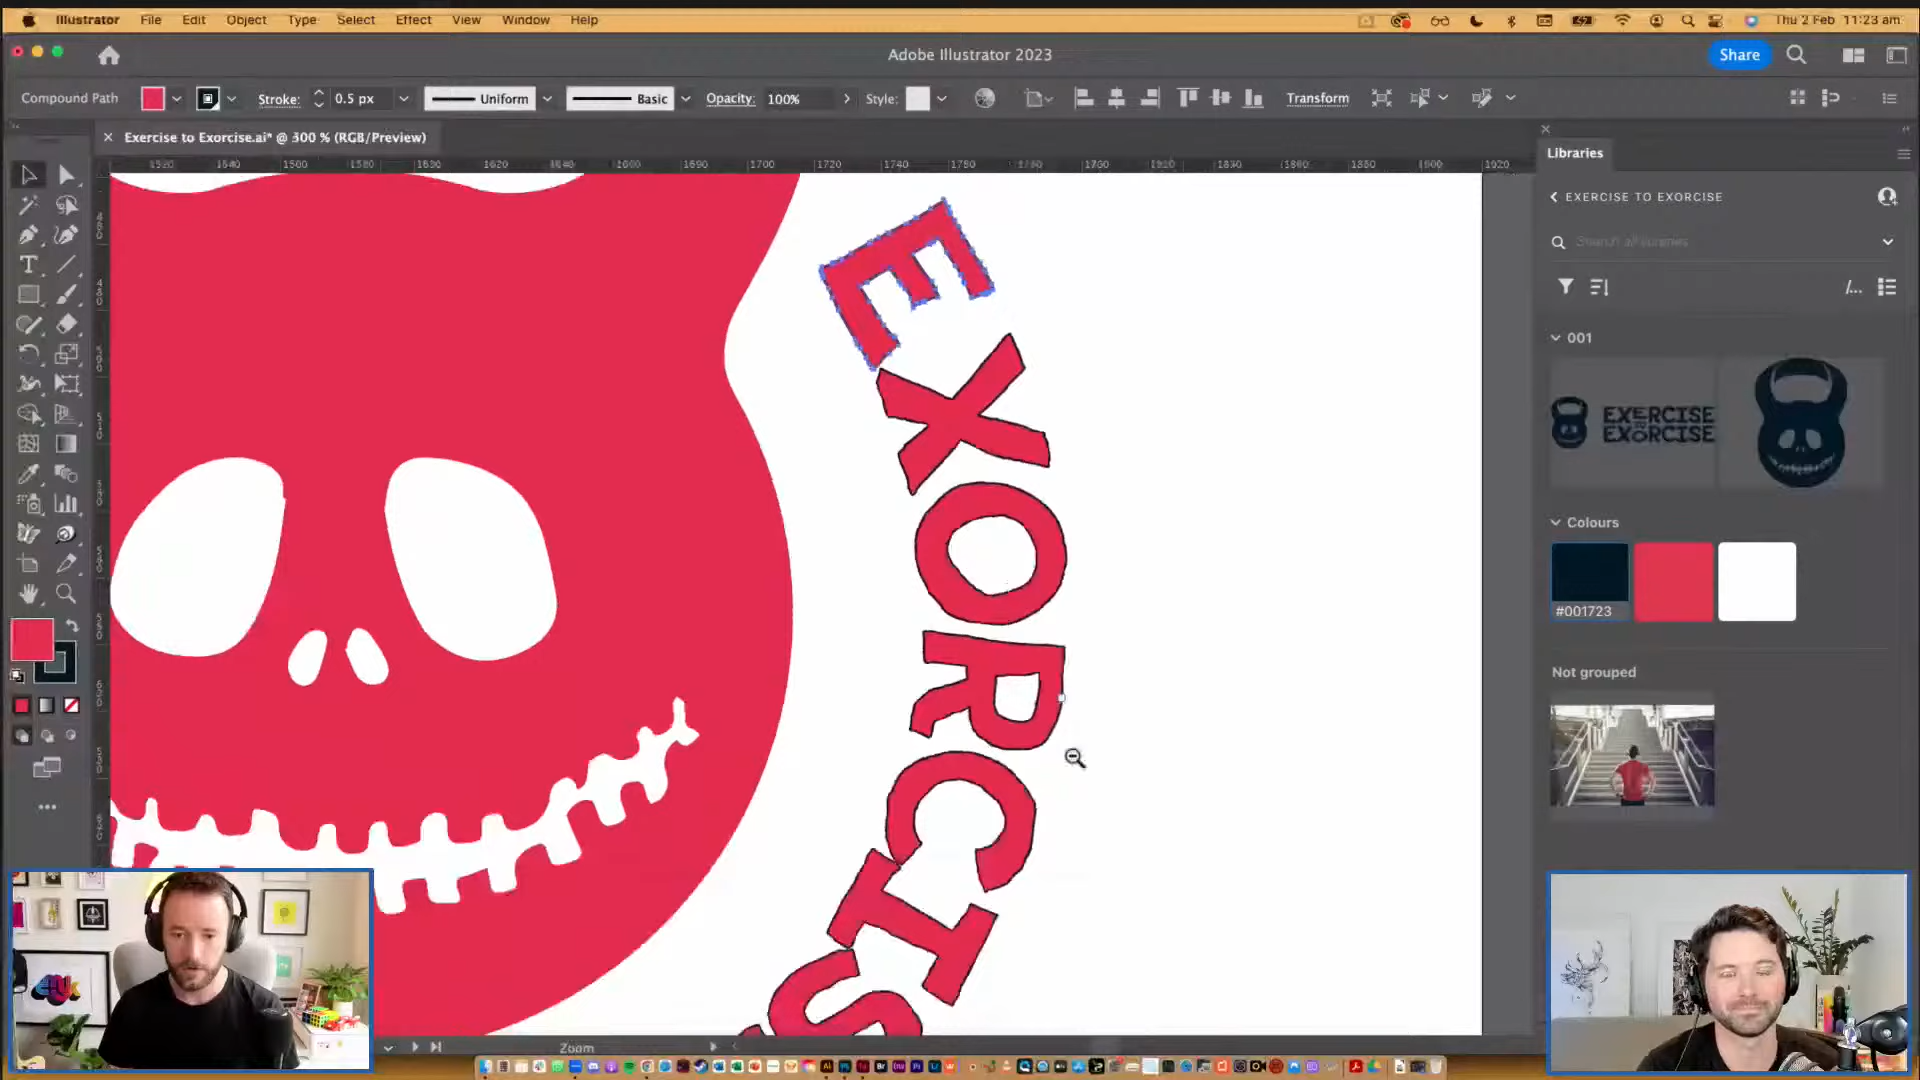 Illustrator File Edit Object Type Select Effect View Window Help
Thu 2 Feb 11:23 am
Adobe Illustrator 2023
Share
Compound Path
Stroke: 0.5 px
Uniform
Basic
Opacity: 100%
Style:
Transform
× Exercise to Exorcise.ai* @ 300 % (RGB/Preview)
Libraries
EXERCISE TO EXORCISE
Search all libraries
001
EXERCISE
TO
EXORCISE
Colours
#001723
Not grouped
EXORCIS
Zoom